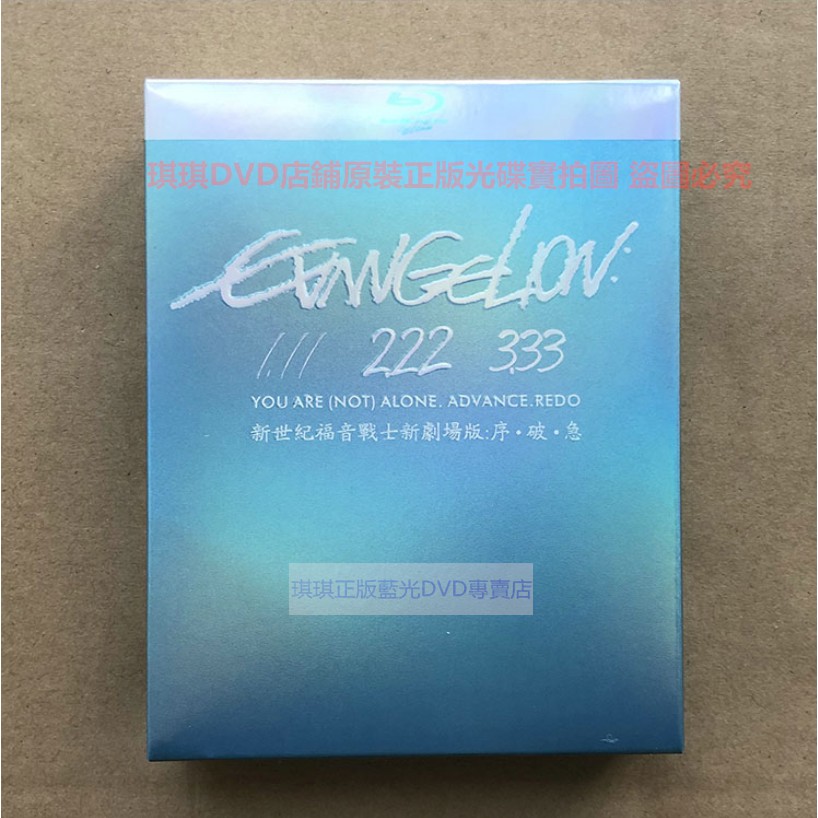 琪琪DVD店鋪原裝正版光碟實拍圖 盜圖必究
EVANGELION:
1.11 2.22 3.33
YOU ARE (NOT) ALONE. ADVANCE.REDO
新世紀福音戰士新劇場版:序·破·急
琪琪正版藍光DVD專賣店